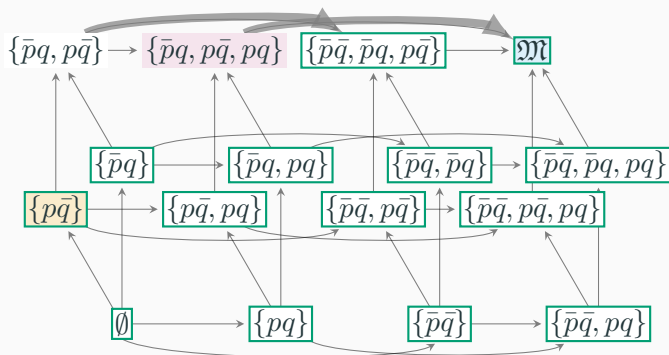 {p̄q, pq̄} {p̄q, pq̄, pq} {p̄q̄, p̄q, pq̄} 𝔐
{p̄q} {p̄q, pq} {p̄q̄, p̄q} {p̄q̄, p̄q, pq}
{pq̄} {pq̄, pq} {p̄q̄, pq̄} {p̄q̄, pq̄, pq}
∅ {pq} {p̄q̄} {p̄q̄, pq}